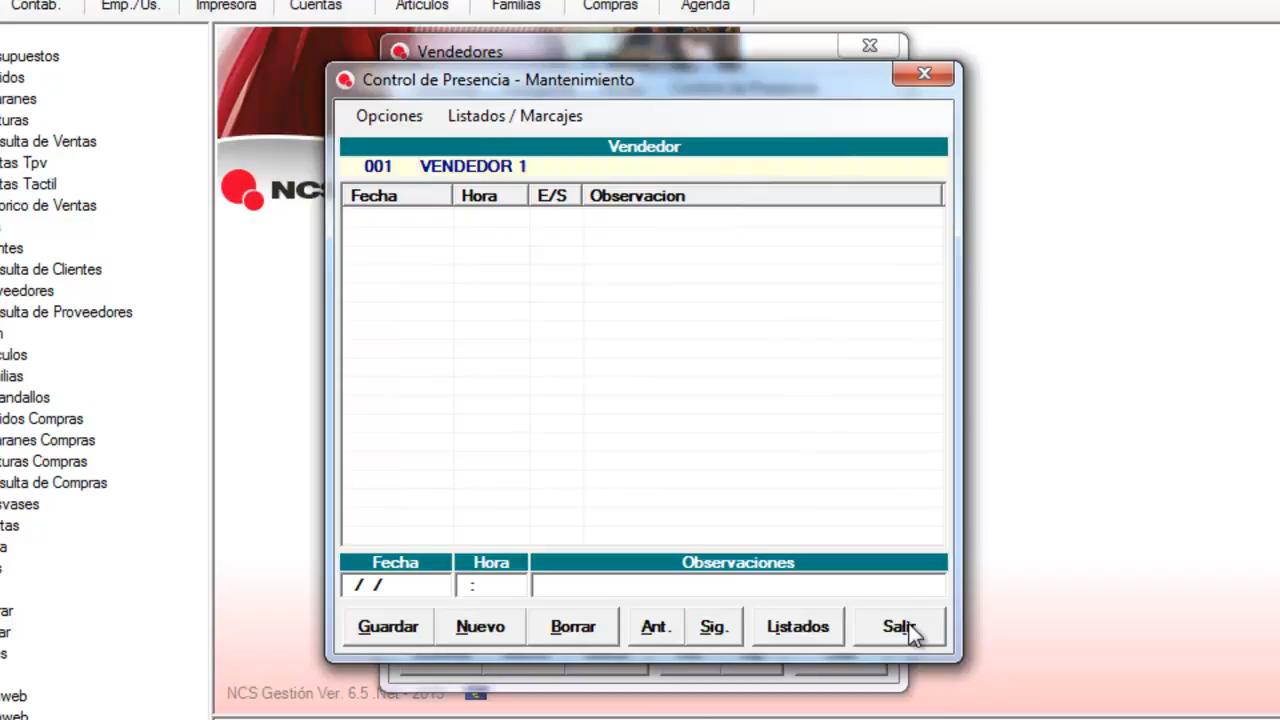 Contab. Emp./Us. Impresora Cuentas Articulos Familias Compras Agenda
supuestos
idos
aranes
turas
sulta de Ventas
tas Tpv
tas Tactil
orico de Ventas
s
ntes
sulta de Clientes
veedores
sulta de Proveedores
n
culos
ilias
andallos
idos Compras
aranes Compras
turas Compras
sulta de Compras
svases
tas
a
s
rar
ar
s
web
web
NCS
Vendedores
Control de Presencia - Mantenimiento
Opciones Listados / Marcajes
Vendedor
001 VENDEDOR 1
Fecha Hora E/S Observacion
Fecha Hora Observaciones
/ / :
Guardar Nuevo Borrar Ant. Sig. Listados Salir
NCS Gestión Ver. 6.5 .Net - 2015